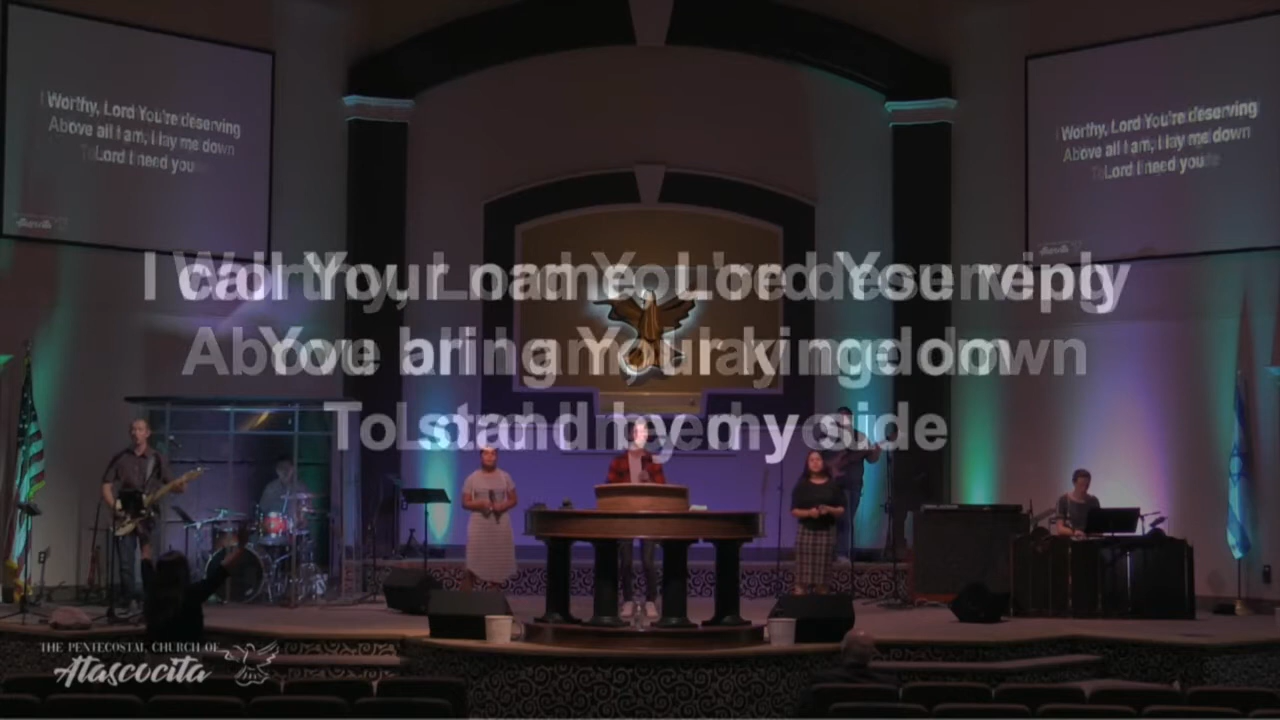 Worthy, Lord You're deserving
Above all I am, I lay me down
Lord I need you
Worthy, Lord You're deserving
Above all I am, I lay me down
Lord I need you
I call Your name Lord You reply
You bring Your kingdom down
To stand by my side
THE PENTECOSTAL CHURCH OF
Atascocita